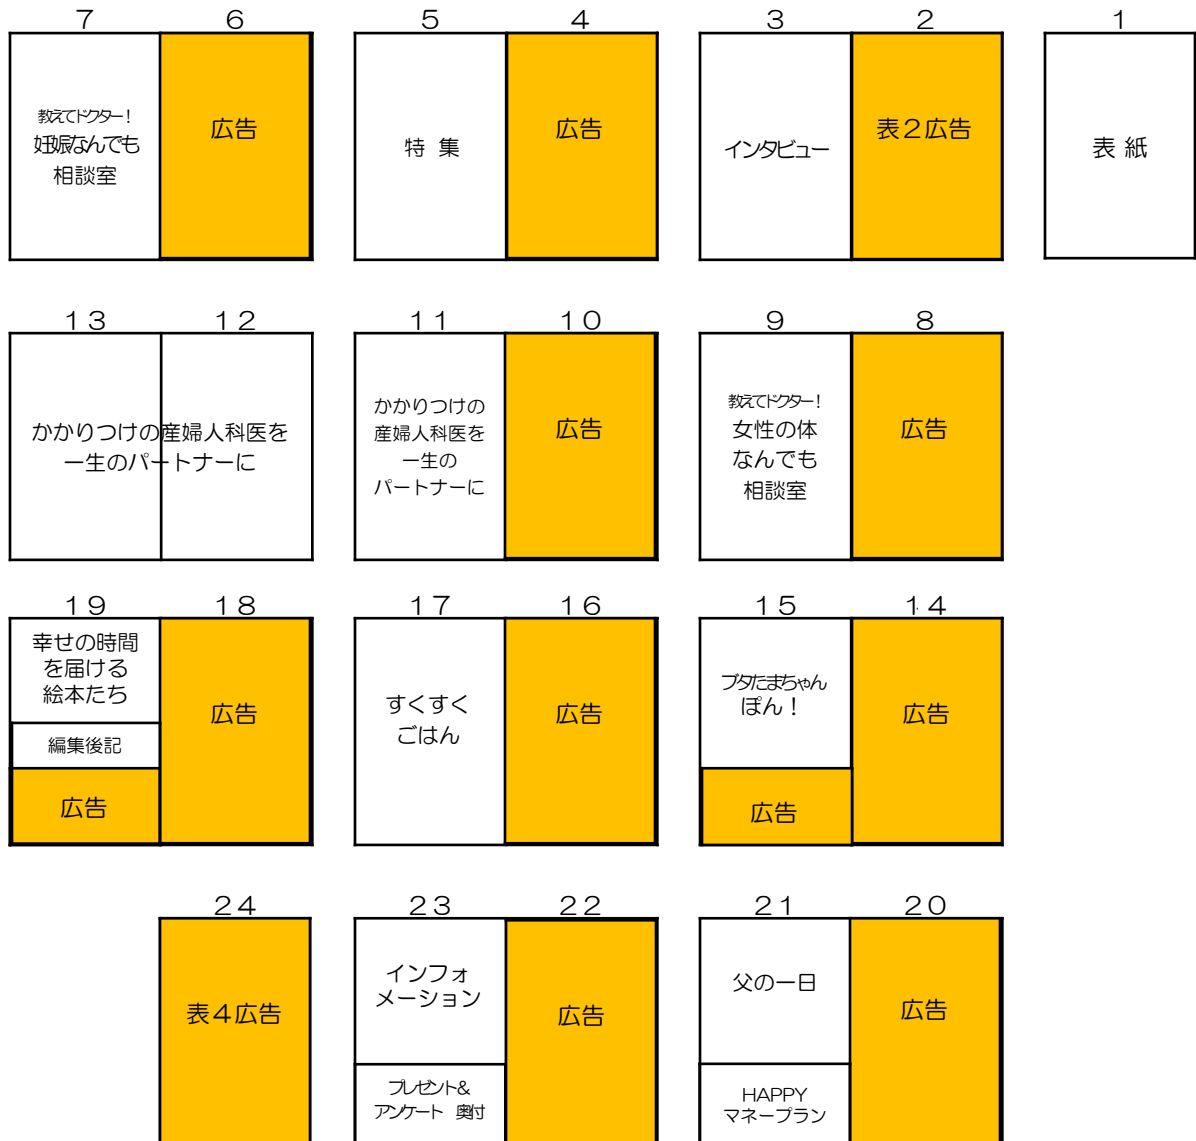 7
6
5
4
3
2
1
教えてドクター！
妊娠なんでも
相談室
広告
特 集
広告
インタビュー
表２広告
表 紙
13
12
11
10
9
8
かかりつけの産婦人科医を
一生のパートナーに
かかりつけの
産婦人科医を
一生の
パートナーに
広告
教えてドクター！
女性の体
なんでも
相談室
広告
19
18
17
16
15
14
幸せの時間
を届ける
絵本たち
編集後記
広告
広告
すくすく
ごはん
広告
ブタたまちゃん
ぽん！
広告
広告
24
23
22
21
20
表４広告
インフォ
メーション
プレゼント＆
アンケート　奥付
広告
父の一日
HAPPY
マネープラン
広告